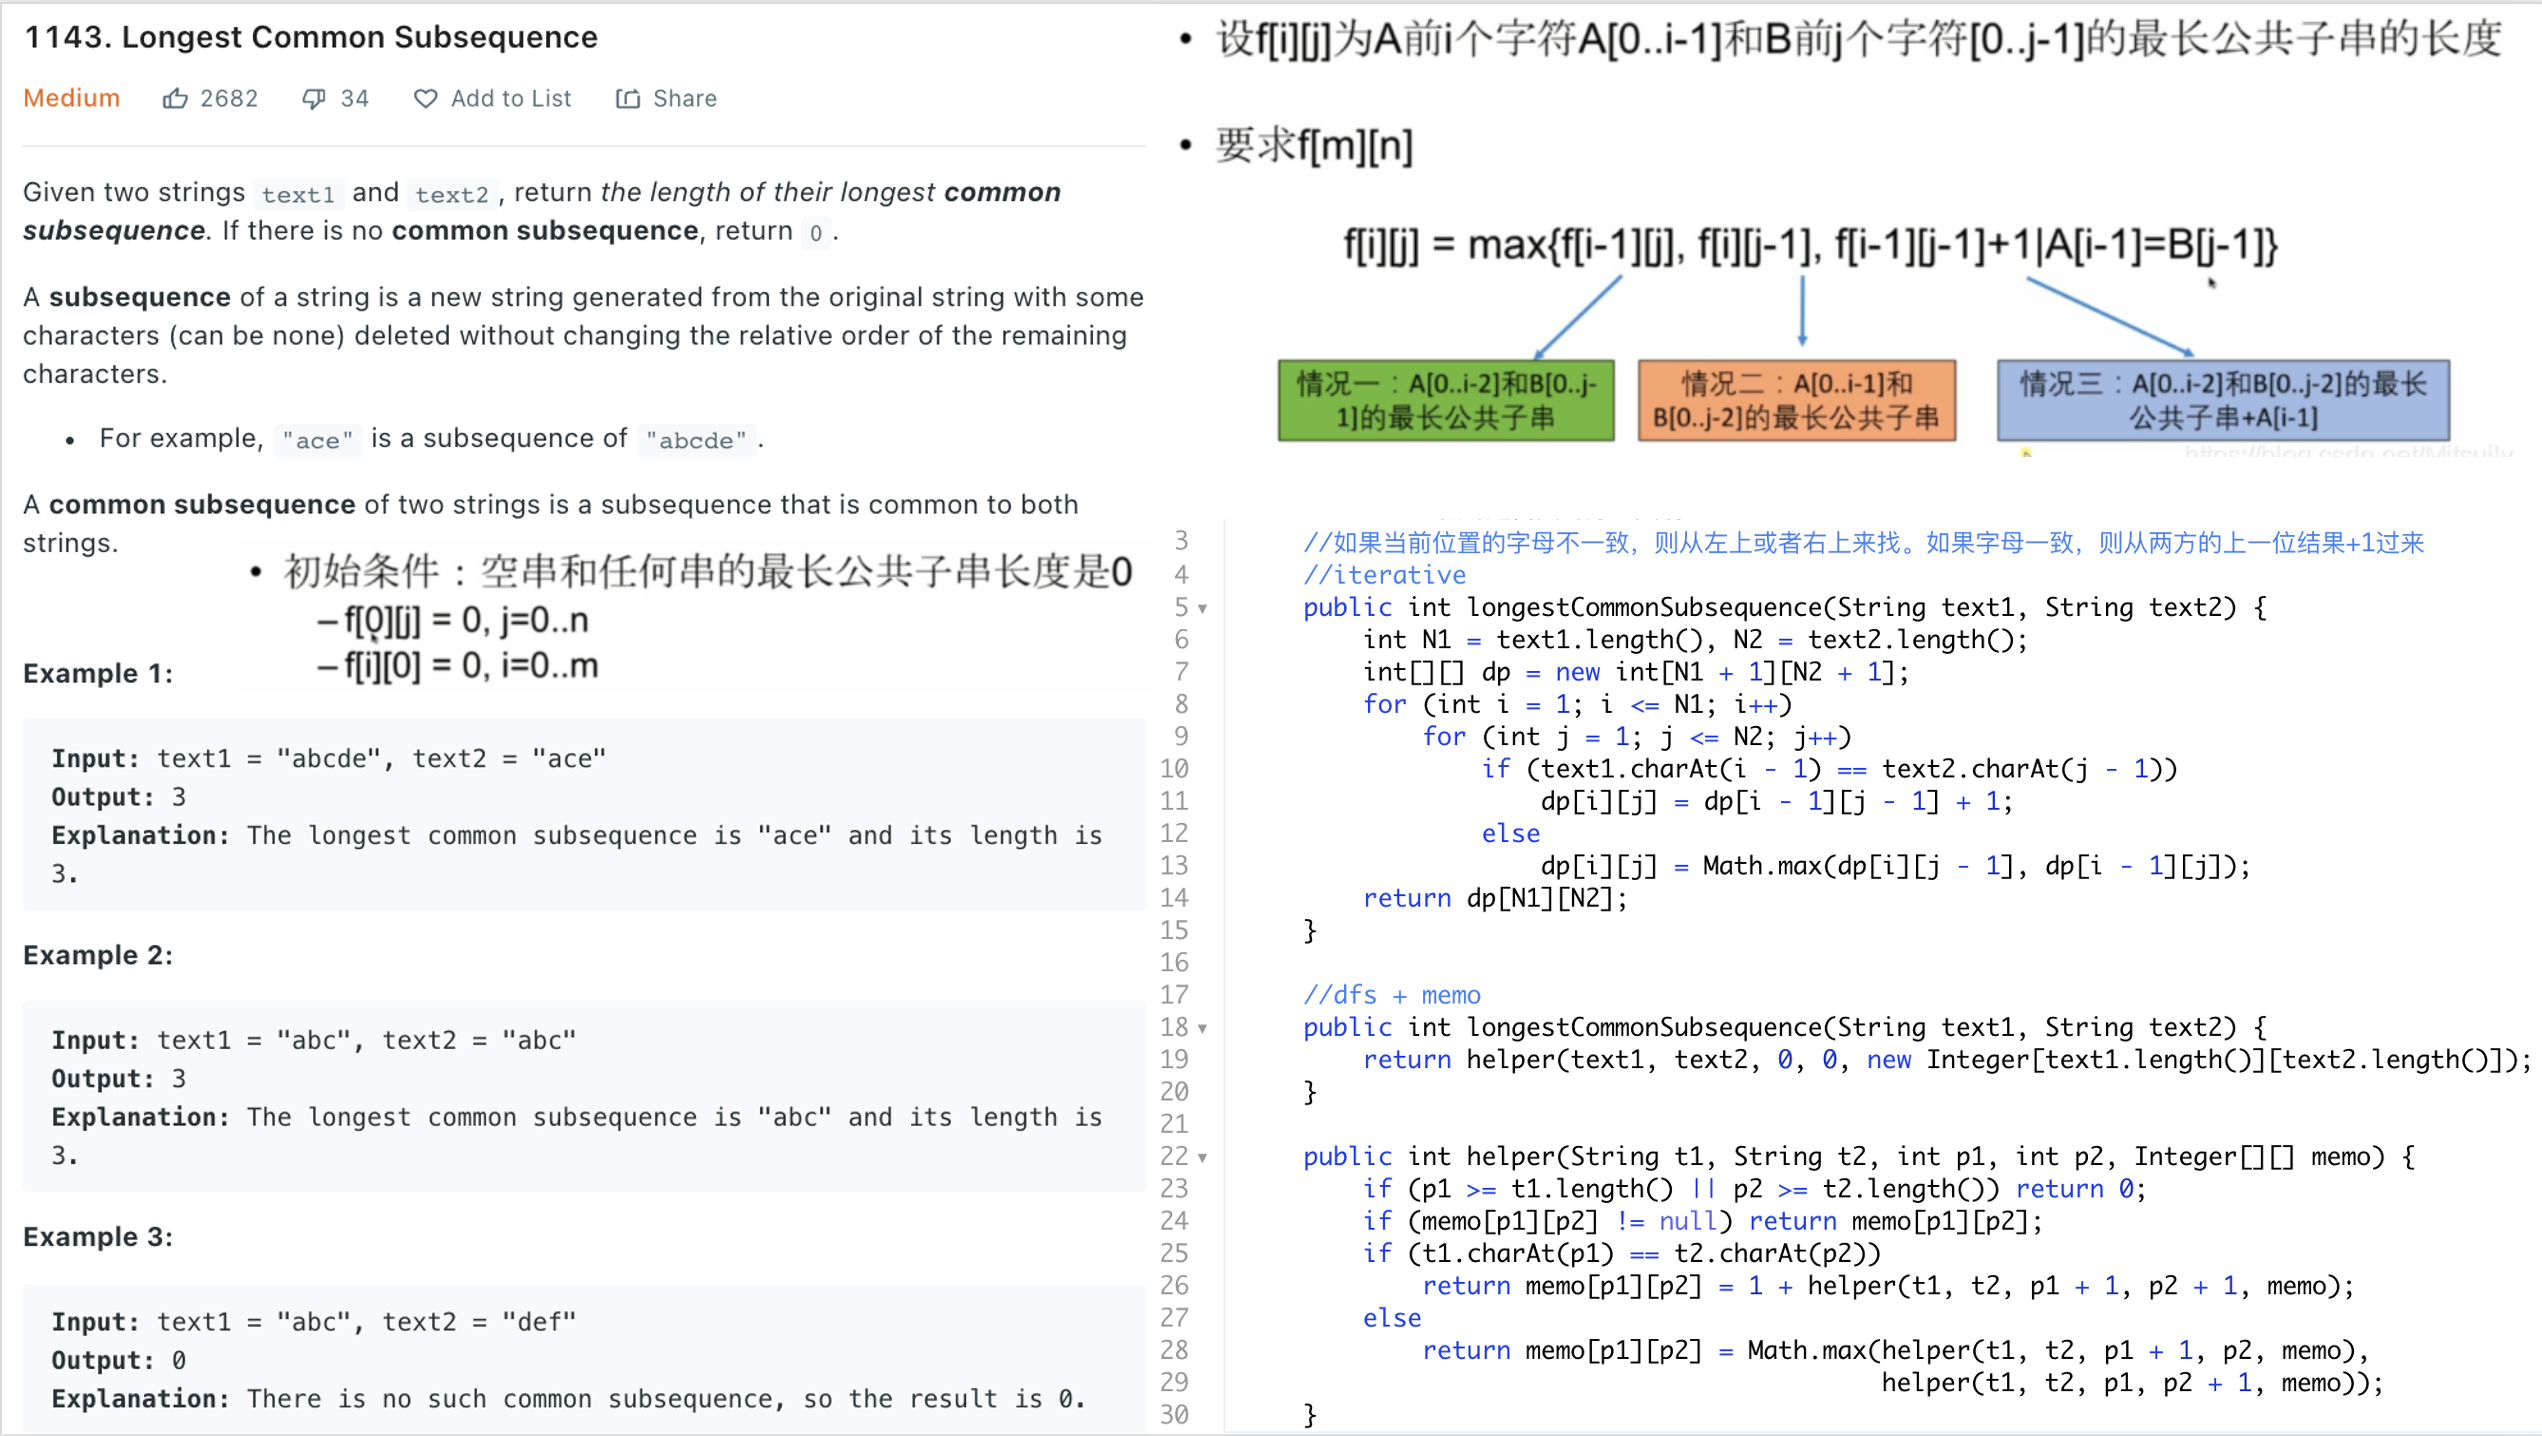 1143. Longest Common Subsequence
Medium 2682 34 Add to List Share
Given two strings text1 and text2 , return the length of their longest common
subsequence. If there is no common subsequence, return 0 .
A subsequence of a string is a new string generated from the original string with some
characters (can be none) deleted without changing the relative order of the remaining
characters.
• For example, "ace" is a subsequence of "abcde" .
A common subsequence of two strings is a subsequence that is common to both
strings.
• 初始条件：空串和任何串的最长公共子串长度是0
– f[0][j] = 0, j=0..n
– f[i][0] = 0, i=0..m
Example 1:
Input: text1 = "abcde", text2 = "ace"
Output: 3
Explanation: The longest common subsequence is "ace" and its length is
3.
Example 2:
Input: text1 = "abc", text2 = "abc"
Output: 3
Explanation: The longest common subsequence is "abc" and its length is
3.
Example 3:
Input: text1 = "abc", text2 = "def"
Output: 0
Explanation: There is no such common subsequence, so the result is 0.
• 设f[i][j]为A前i个字符A[0..i-1]和B前j个字符[0..j-1]的最长公共子串的长度
• 要求f[m][n]
f[i][j] = max{f[i-1][j], f[i][j-1], f[i-1][j-1]+1|A[i-1]=B[j-1]}
情况一：A[0..i-2]和B[0..j-
1]的最长公共子串
情况二：A[0..i-1]和
B[0..j-2]的最长公共子串
情况三：A[0..i-2]和B[0..j-2]的最长
公共子串+A[i-1]
https://blog.csdn.net/Mitsuily
3 //如果当前位置的字母不一致，则从左上或者右上来找。如果字母一致，则从两方的上一位结果+1过来
4 //iterative
5 public int longestCommonSubsequence(String text1, String text2) {
6 int N1 = text1.length(), N2 = text2.length();
7 int[][] dp = new int[N1 + 1][N2 + 1];
8 for (int i = 1; i <= N1; i++)
9 for (int j = 1; j <= N2; j++)
10 if (text1.charAt(i - 1) == text2.charAt(j - 1))
11 dp[i][j] = dp[i - 1][j - 1] + 1;
12 else
13 dp[i][j] = Math.max(dp[i][j - 1], dp[i - 1][j]);
14 return dp[N1][N2];
15 }
16
17 //dfs + memo
18 public int longestCommonSubsequence(String text1, String text2) {
19 return helper(text1, text2, 0, 0, new Integer[text1.length()][text2.length()]);
20 }
21
22 public int helper(String t1, String t2, int p1, int p2, Integer[][] memo) {
23 if (p1 >= t1.length() || p2 >= t2.length()) return 0;
24 if (memo[p1][p2] != null) return memo[p1][p2];
25 if (t1.charAt(p1) == t2.charAt(p2))
26 return memo[p1][p2] = 1 + helper(t1, t2, p1 + 1, p2 + 1, memo);
27 else
28 return memo[p1][p2] = Math.max(helper(t1, t2, p1 + 1, p2, memo),
29 helper(t1, t2, p1, p2 + 1, memo));
30 }